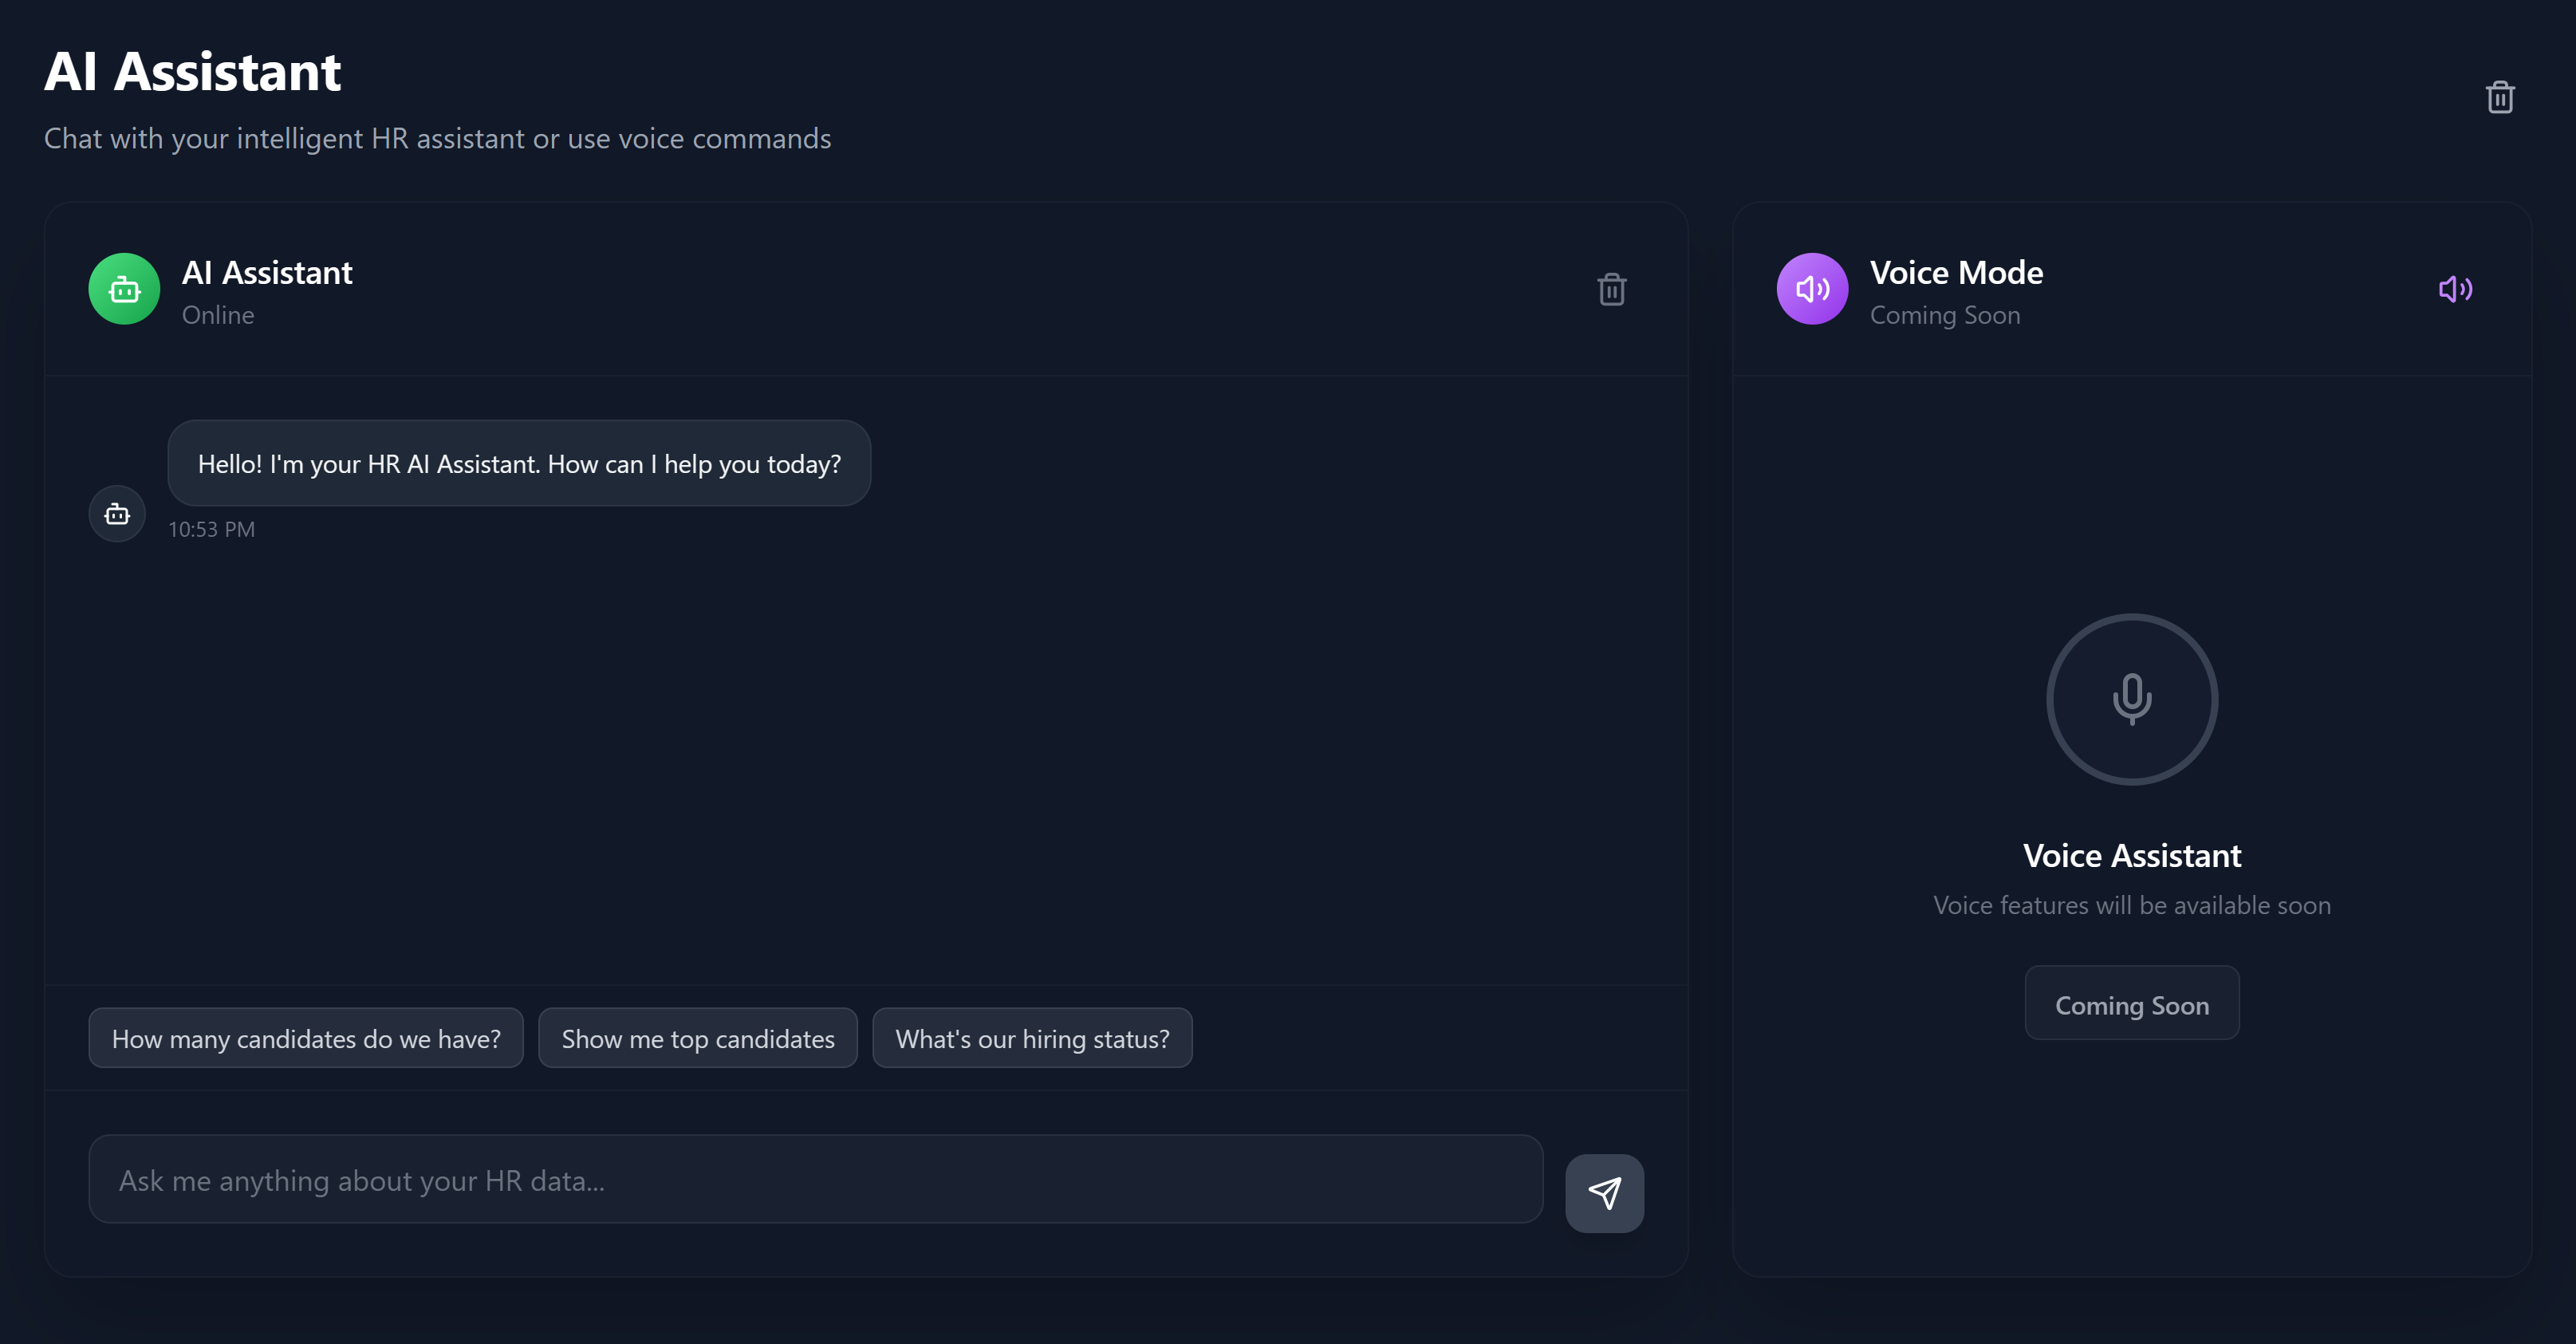 AI Assistant
Chat with your intelligent HR assistant or use voice commands
AI Assistant
Online
Hello! I'm your HR AI Assistant. How can I help you today?
10:53 PM
How many candidates do we have?
Show me top candidates
What's our hiring status?
Ask me anything about your HR data...
Voice Mode
Coming Soon
Voice Assistant
Voice features will be available soon
Coming Soon